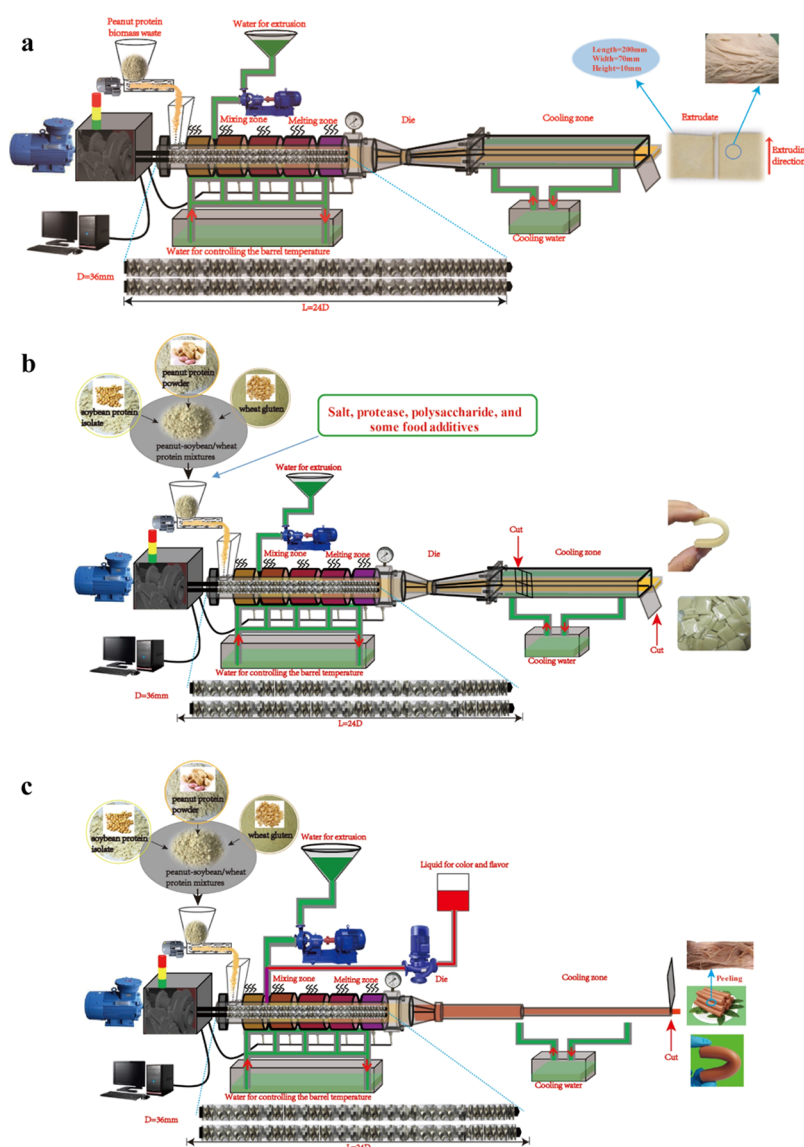 a
Peanut protein
biomass waste
Water for extrusion
Length=200mm
Width=70mm
Height=10mm
Mixing zone
Melting zone
Die
Cooling zone
Extrudate
Extruding
direction
Cooling water
Water for controlling the barrel temperature
D=36mm
L=24D
b
peanut protein
powder
soybean protein
isolate
wheat gluten
peanut-soybean/wheat
protein mixtures
Salt, protease, polysaccharide, and
some food additives
Water for extrusion
Cut
Mixing zone
Melting zone
Die
Cooling zone
Cooling water
Cut
Water for controlling the barrel temperature
D=36mm
L=24D
c
peanut protein
powder
soybean protein
isolate
wheat gluten
peanut-soybean/wheat
protein mixtures
Water for extrusion
Liquid for color and flavor
Mixing zone
Melting zone
Die
Cooling zone
Peeling
Cut
Cooling water
Water for controlling the barrel temperature
D=36mm
L=24D